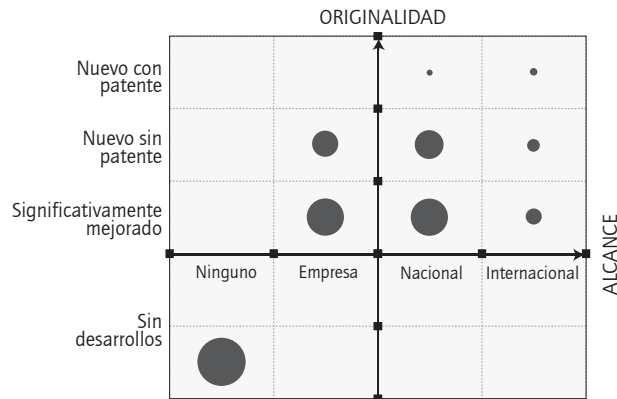 ORIGINALIDAD
Nuevo con
patente
Nuevo sin
patente
Significativamente
mejorado
Ninguno
Empresa
Nacional
Internacional
ALCANCE
Sin
desarrollos